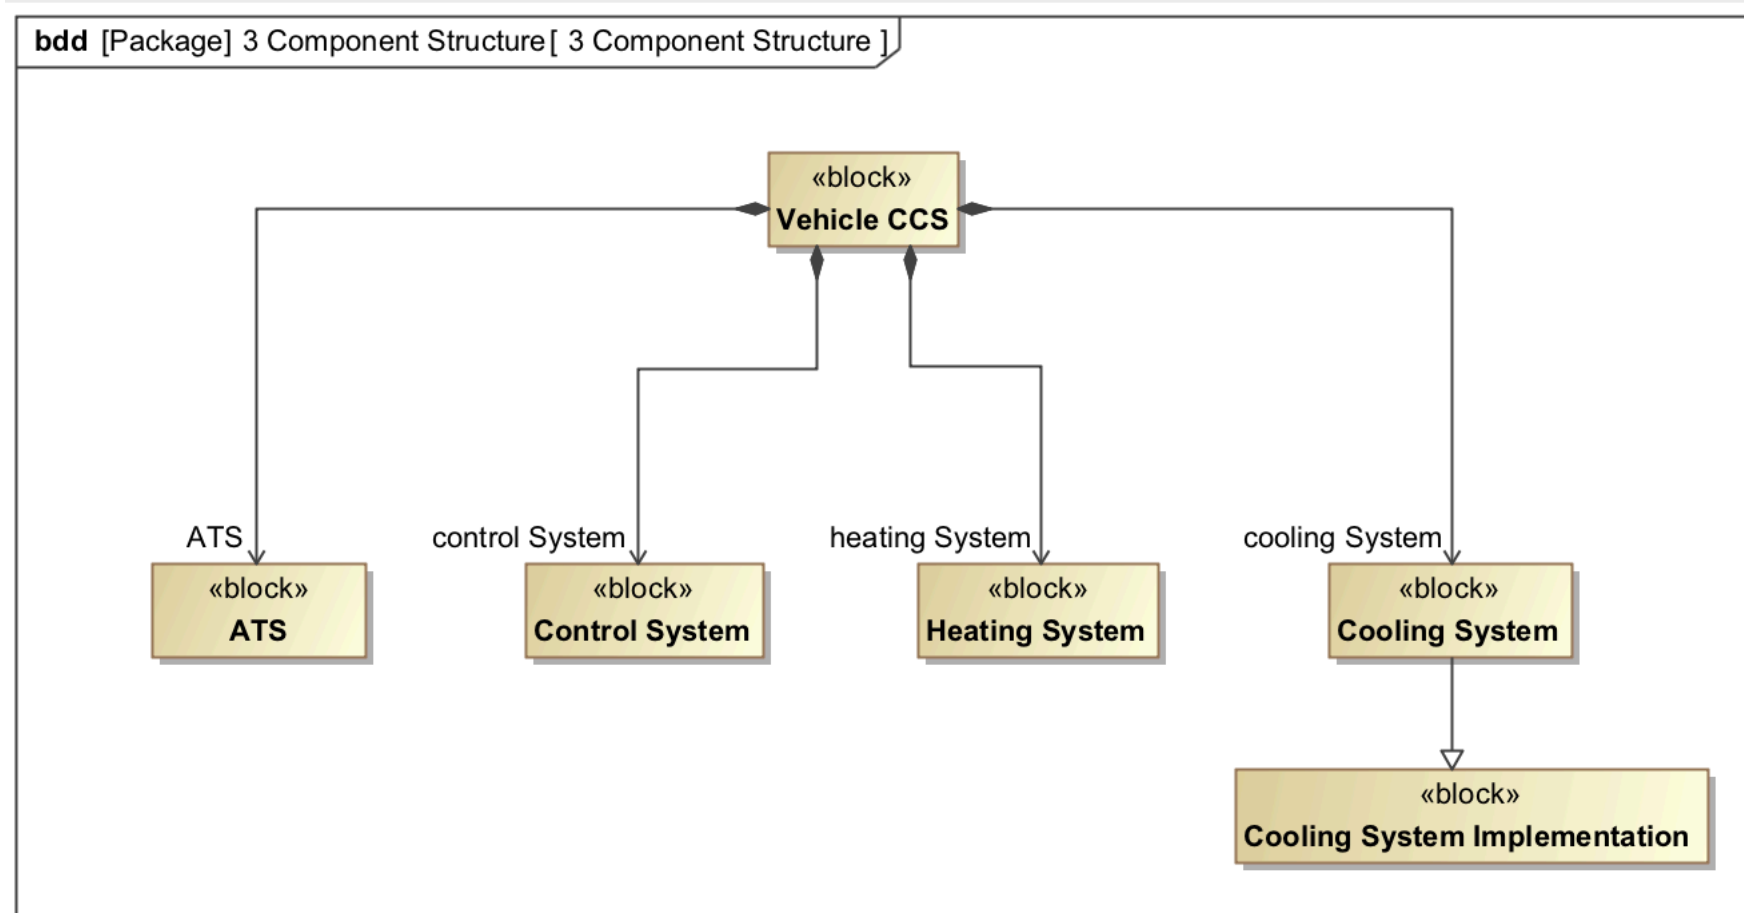 bdd [Package] 3 Component Structure[ 3 Component Structure ]
«block»
Vehicle CCS
ATS
control System
heating System
cooling System
«block»
ATS
«block»
Control System
«block»
Heating System
«block»
Cooling System
«block»
Cooling System Implementation